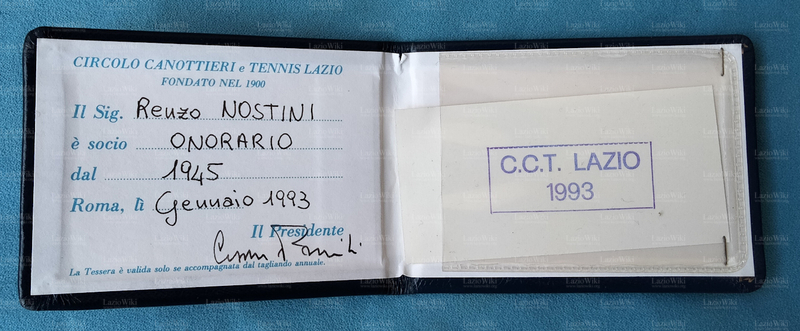 CIRCOLO CANOTTIERI e TENNIS LAZIO
FONDATO NEL 1900
Il Sig. Renzo NOSTINI
è socio ONORARIO
dal 1945
Roma, lì Gennaio 1993
Il Presidente
La Tessera è valida solo se accompagnata dal tagliando annuale.
C.C.T. LAZIO
1993
LazioWiki